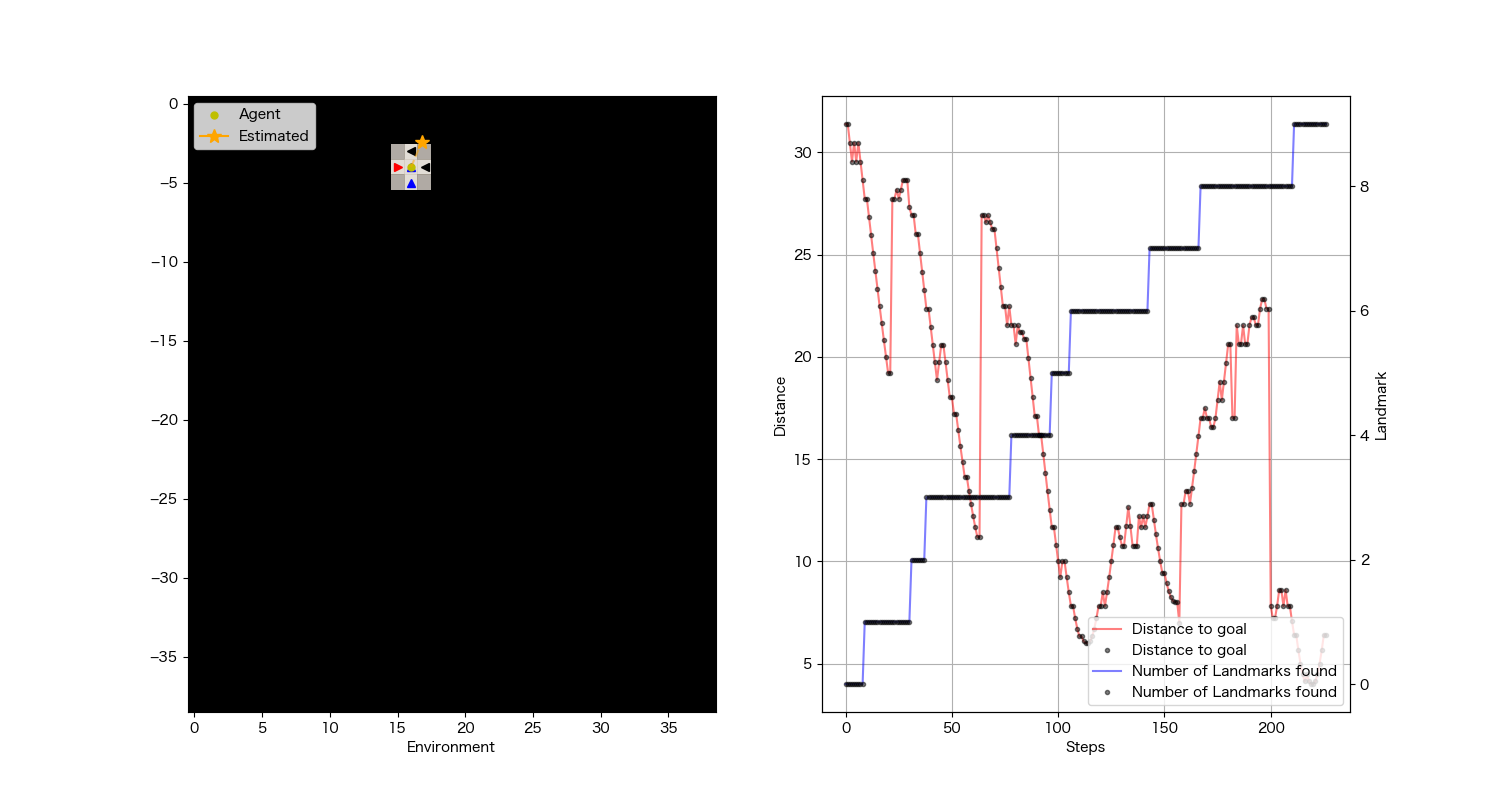 Agent
Estimated
0
−5
−10
−15
−20
−25
−30
−35
0 5 10 15 20 25 30 35
Environment
30
25
20
15
10
5
Distance
8
6
4
2
0
Landmark
Distance to goal
Distance to goal
Number of Landmarks found
Number of Landmarks found
0 50 100 150 200
Steps